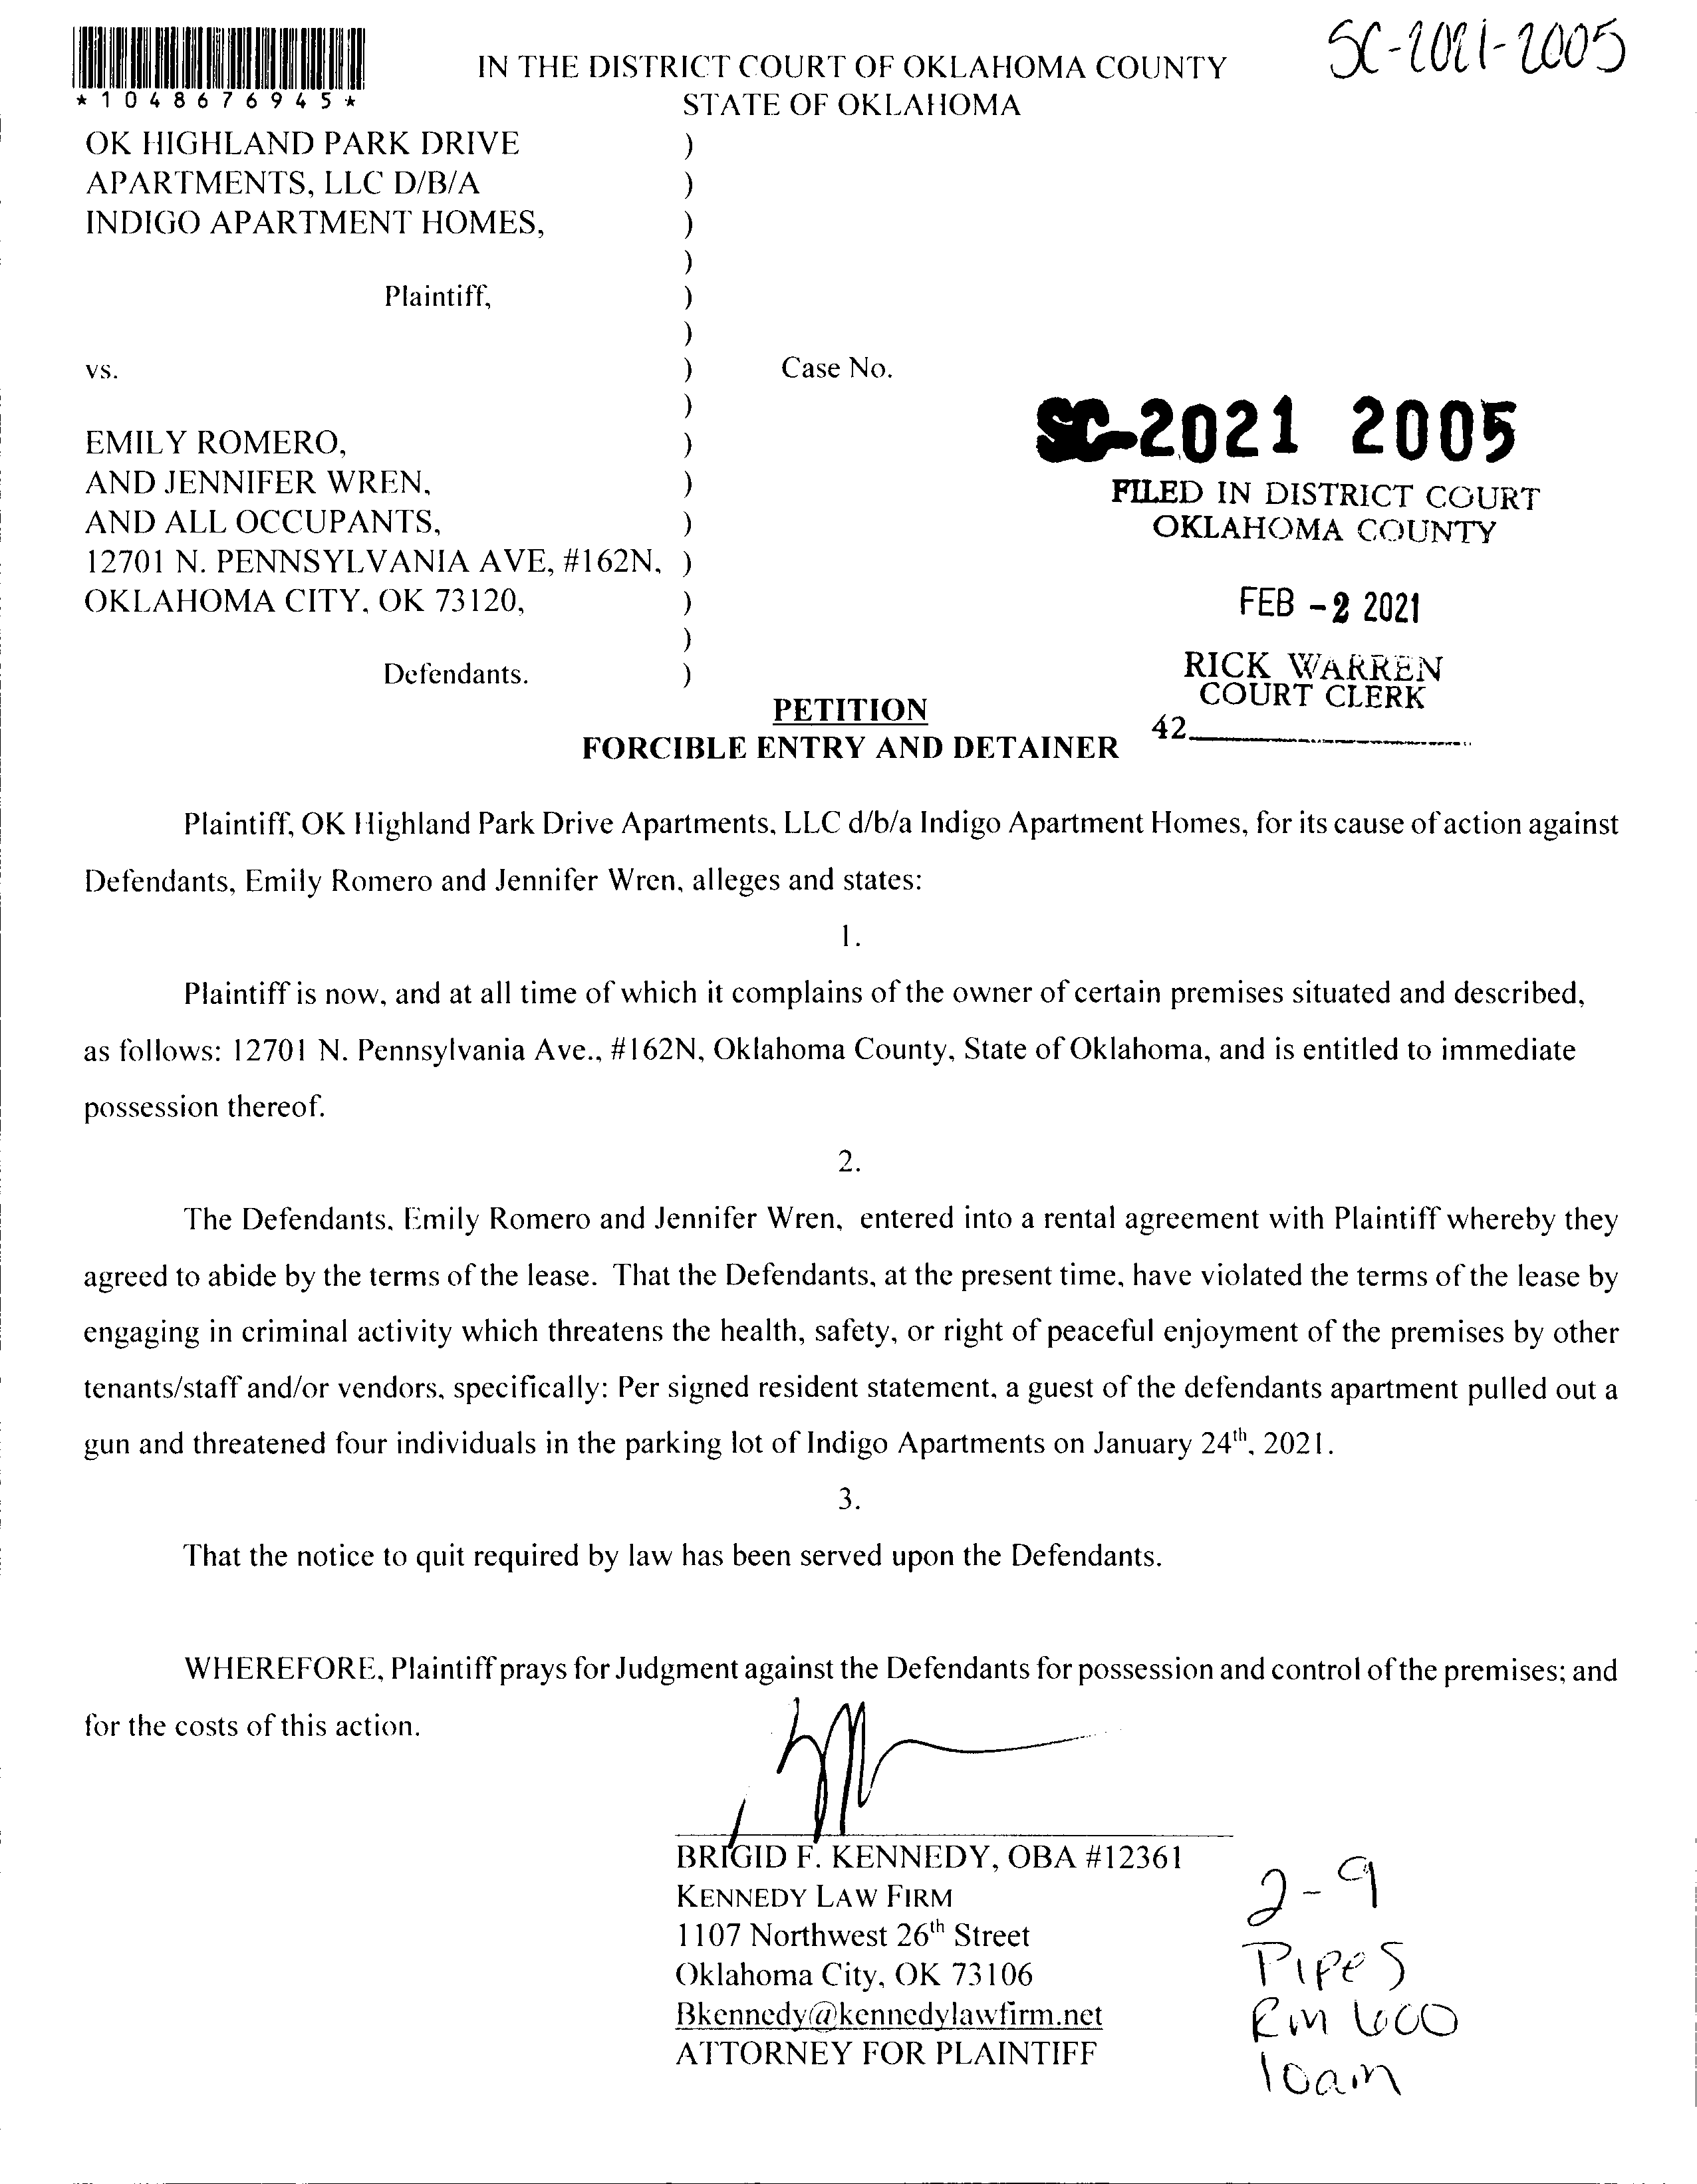 SC-2021-2005
*1048676945*
IN THE DISTRICT COURT OF OKLAHOMA COUNTY
STATE OF OKLAHOMA
OK HIGHLAND PARK DRIVE )
APARTMENTS, LLC D/B/A )
INDIGO APARTMENT HOMES, )
)
Plaintiff, )
)
vs. ) Case No.
)
SC-2021 2005
EMILY ROMERO, )
AND JENNIFER WREN, )
FILED IN DISTRICT COURT
AND ALL OCCUPANTS, )
OKLAHOMA COUNTY
12701 N. PENNSYLVANIA AVE, #162N, )
OKLAHOMA CITY, OK 73120, )
FEB -2 2021
)
Defendants. )
RICK WARREN
COURT CLERK
42
PETITION
FORCIBLE ENTRY AND DETAINER
Plaintiff, OK Highland Park Drive Apartments, LLC d/b/a Indigo Apartment Homes, for its cause of action against
Defendants, Emily Romero and Jennifer Wren, alleges and states:
1.
Plaintiff is now, and at all time of which it complains of the owner of certain premises situated and described,
as follows: 12701 N. Pennsylvania Ave., #162N, Oklahoma County, State of Oklahoma, and is entitled to immediate
possession thereof.
2.
The Defendants, Emily Romero and Jennifer Wren, entered into a rental agreement with Plaintiff whereby they
agreed to abide by the terms of the lease. That the Defendants, at the present time, have violated the terms of the lease by
engaging in criminal activity which threatens the health, safety, or right of peaceful enjoyment of the premises by other
tenants/staff and/or vendors, specifically: Per signed resident statement, a guest of the defendants apartment pulled out a
gun and threatened four individuals in the parking lot of Indigo Apartments on January 24th, 2021.
3.
That the notice to quit required by law has been served upon the Defendants.
WHEREFORE, Plaintiff prays for Judgment against the Defendants for possession and control of the premises; and
for the costs of this action.
BRIGID F. KENNEDY, OBA #12361
KENNEDY LAW FIRM
1107 Northwest 26th Street
Oklahoma City, OK 73106
Bkennedy@kennedylawfirm.net
ATTORNEY FOR PLAINTIFF
2-9
Pipes
Rm 600
10am